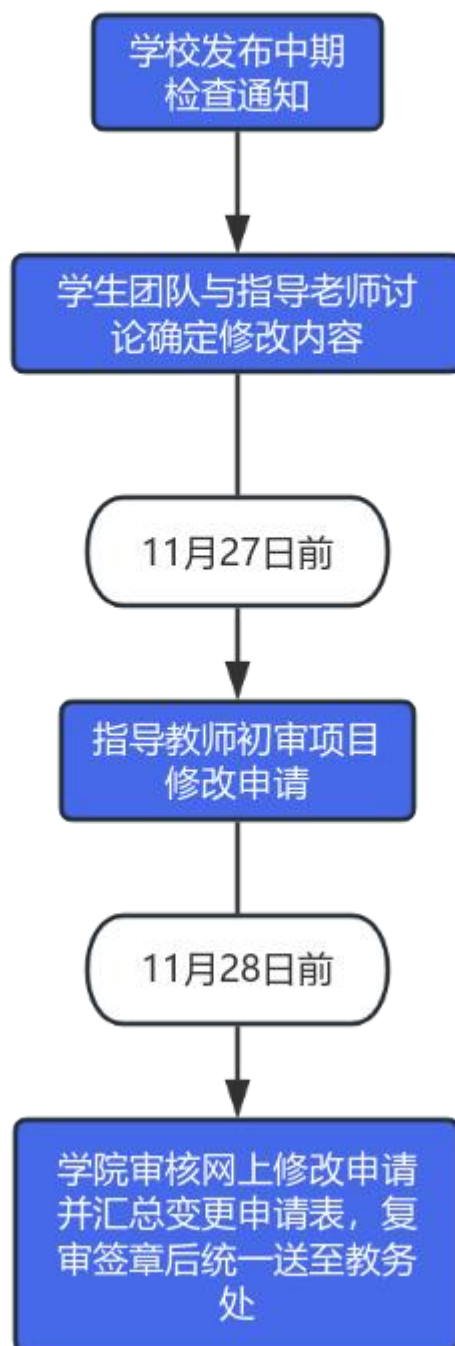 学校发布中期
检查通知
学生团队与指导老师讨
论确定修改内容
11月27日前
指导教师初审项目
修改申请
11月28日前
学院审核网上修改申请
并汇总变更申请表，复
审签章后统一送至教务
处